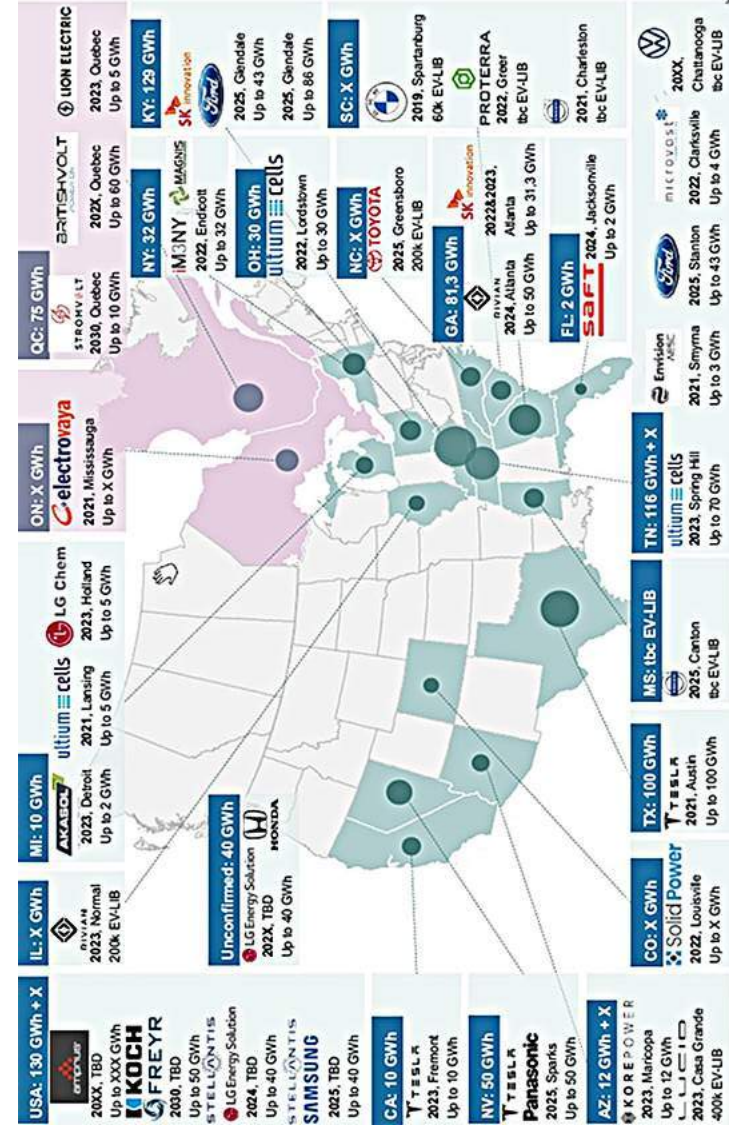 USA: 130 GWh + X
amprius
20XX, TBD
Up to XXX GWh
KOCH
FREYR
2030, TBD
Up to 50 GWh
STELLANTIS
LG Energy Solution
2024, TBD
Up to 40 GWh
STELLANTIS
SAMSUNG
2025, TBD
Up to 40 GWh
IL: X GWh
RIVIAN
2023, Normal
200k EV-LIB
MI: 10 GWh
AKASOL
2023, Detroit
Up to 2 GWh
ultium cells
2021, Lansing
Up to 5 GWh
LG Chem
2023, Holland
Up to 5 GWh
ON: X GWh
electrovaya
2021, Mississauga
Up to X GWh
QC: 75 GWh
STROMVOLT
2030, Quebec
Up to 10 GWh
BRITISHVOLT
POWER ON
202X, Quebec
Up to 60 GWh
LION ELECTRIC
2023, Quebec
Up to 5 GWh
NY: 32 GWh
iM3NY
MAGNIS
2022, Endicott
Up to 32 GWh
KY: 129 GWh
SK innovation
Ford
2025, Glendale
Up to 43 GWh
2025, Glendale
Up to 86 GWh
OH: 30 GWh
ultium cells
2022, Lordstown
Up to 30 GWh
SC: X GWh
BMW
2019, Spartanburg
60k EV-LIB
PROTERRA
2022, Greer
tbc EV-LIB
2021, Charleston
tbc EV-LIB
NC: X GWh
TOYOTA
2025, Greensboro
200k EV-LIB
GA: 81,3 GWh
RIVIAN
2024, Atlanta
Up to 50 GWh
SK innovation
2022&2023,
Atlanta
Up to 31,3 GWh
FL: 2 GWh
saft
2024, Jacksonville
Up to 2 GWh
Unconfirmed: 40 GWh
LG Energy Solution
HONDA
202X, TBD
Up to 40 GWh
CA: 10 GWh
TESLA
2023, Fremont
Up to 10 GWh
NV: 50 GWh
TESLA
Panasonic
2025, Sparks
Up to 50 GWh
AZ: 12 GWh + X
KOREPOWER
2023, Maricopa
Up to 12 GWh
LUCID
2023, Casa Grande
400k EV-LIB
CO: X GWh
Solid Power
2022, Louisville
Up to X GWh
TX: 100 GWh
TESLA
2021, Austin
Up to 100 GWh
MS: tbc EV-LIB
2025, Canton
tbc EV-LIB
TN: 116 GWh + X
ultium cells
2023, Spring Hill
Up to 70 GWh
Envision
AESC
2021, Smyrna
Up to 3 GWh
Ford
2025, Stanton
Up to 43 GWh
microvast
2022, Clarksville
Up to 4 GWh
20XX,
Chattanooga
tbc EV-LIB